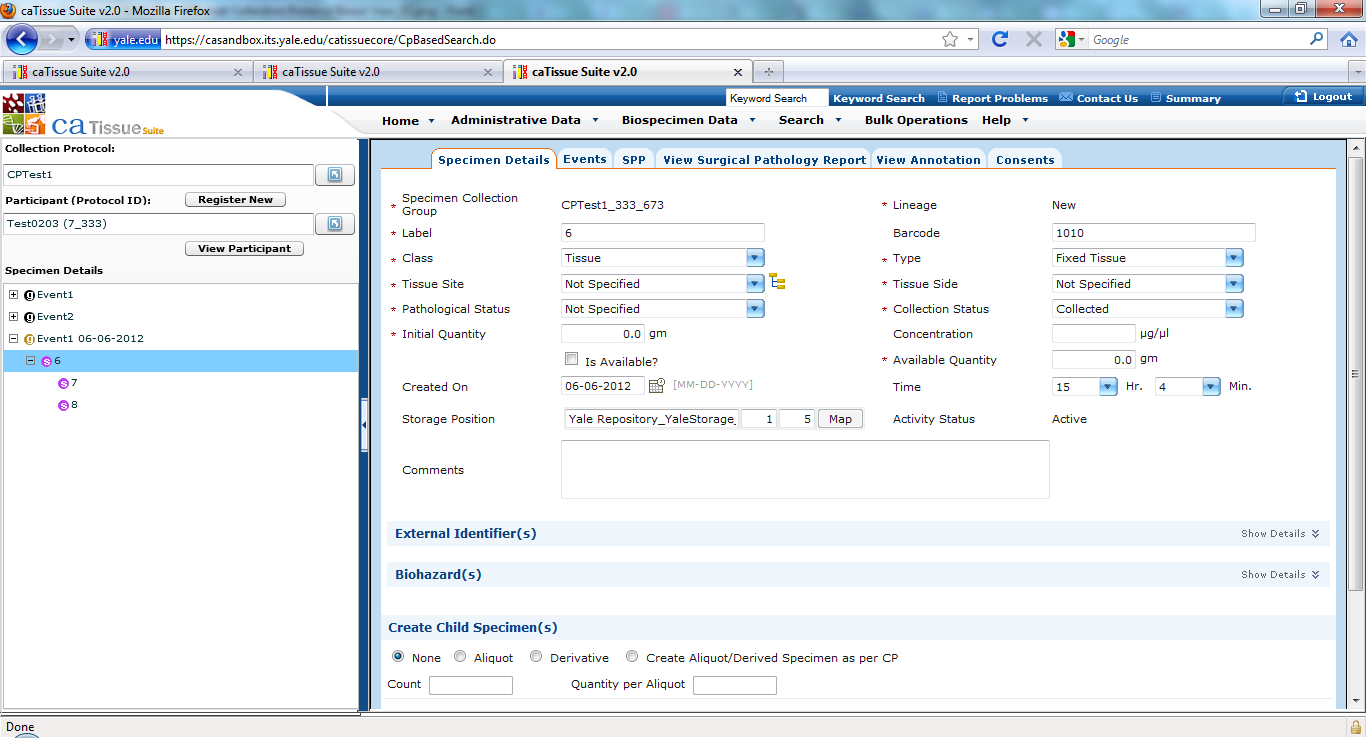 caTissue Suite v2.0 - Mozilla Firefox
yale.edu https://casandbox.its.yale.edu/catissuecore/CpBasedSearch.do
Google
caTissue Suite v2.0
caTissue Suite v2.0
caTissue Suite v2.0
Keyword Search Keyword Search Report Problems Contact Us Summary Logout
ca Tissue Suite
Home Administrative Data Biospecimen Data Search Bulk Operations Help
Collection Protocol:
CPTest1
Participant (Protocol ID): Register New
Test0203 (7_333)
View Participant
Specimen Details
Event1
Event2
Event1 06-06-2012
6
7
8
Specimen Details Events SPP View Surgical Pathology Report View Annotation Consents
* Specimen Collection Group CPTest1_333_673 * Lineage New
* Label 6 Barcode 1010
* Class Tissue * Type Fixed Tissue
* Tissue Site Not Specified * Tissue Side Not Specified
* Pathological Status Not Specified * Collection Status Collected
* Initial Quantity 0.0 gm Concentration µg/µl
Is Available? * Available Quantity 0.0 gm
Created On 06-06-2012 [MM-DD-YYYY] Time 15 Hr. 4 Min.
Storage Position Yale Repository_YaleStorage_ 1 5 Map Activity Status Active
Comments
External Identifier(s) Show Details
Biohazard(s) Show Details
Create Child Specimen(s)
None Aliquot Derivative Create Aliquot/Derived Specimen as per CP
Count Quantity per Aliquot
Done